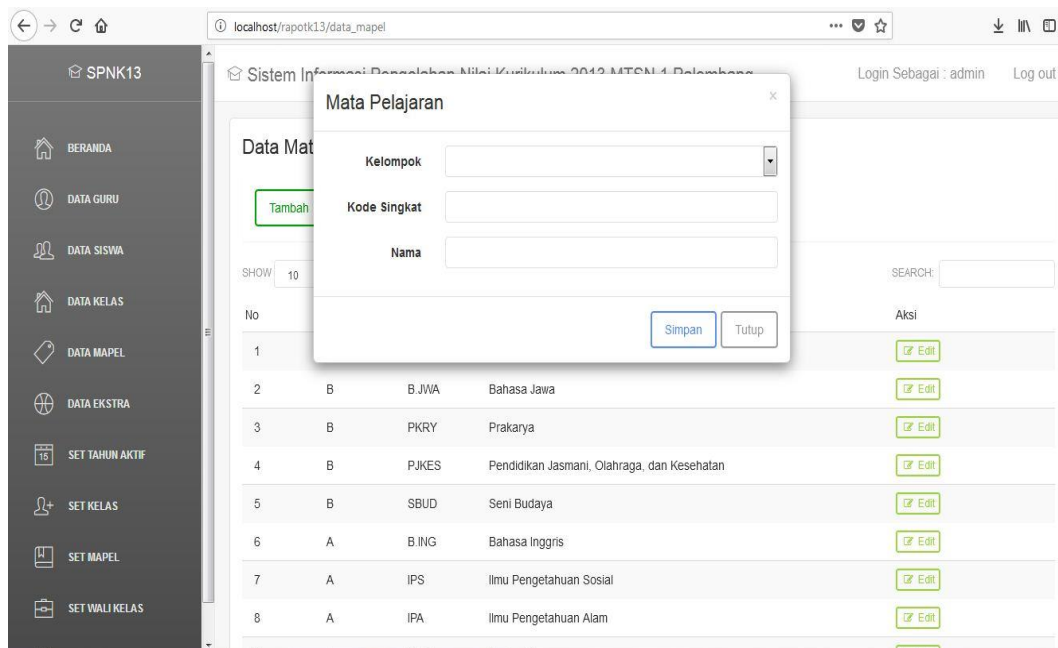 localhost/rapotk13/data_mapel
SPNK13
Sistem Informasi Pengolahan Nilai Kurikulum 2013 MTSN 1 Palembang
Login Sebagai : admin
Log out
BERANDA
DATA GURU
DATA SISWA
DATA KELAS
DATA MAPEL
DATA EKSTRA
15
SET TAHUN AKTIF
SET KELAS
SET MAPEL
SET WALI KELAS
Data Mat
Tambah
SHOW 10
SEARCH:
Mata Pelajaran ×
Kelompok
Kode Singkat
Nama
Simpan Tutup
No Aksi
1 Edit
2 B B.JWA Bahasa Jawa Edit
3 B PKRY Prakarya Edit
4 B PJKES Pendidikan Jasmani, Olahraga, dan Kesehatan Edit
5 B SBUD Seni Budaya Edit
6 A B.ING Bahasa Inggris Edit
7 A IPS Ilmu Pengetahuan Sosial Edit
8 A IPA Ilmu Pengetahuan Alam Edit